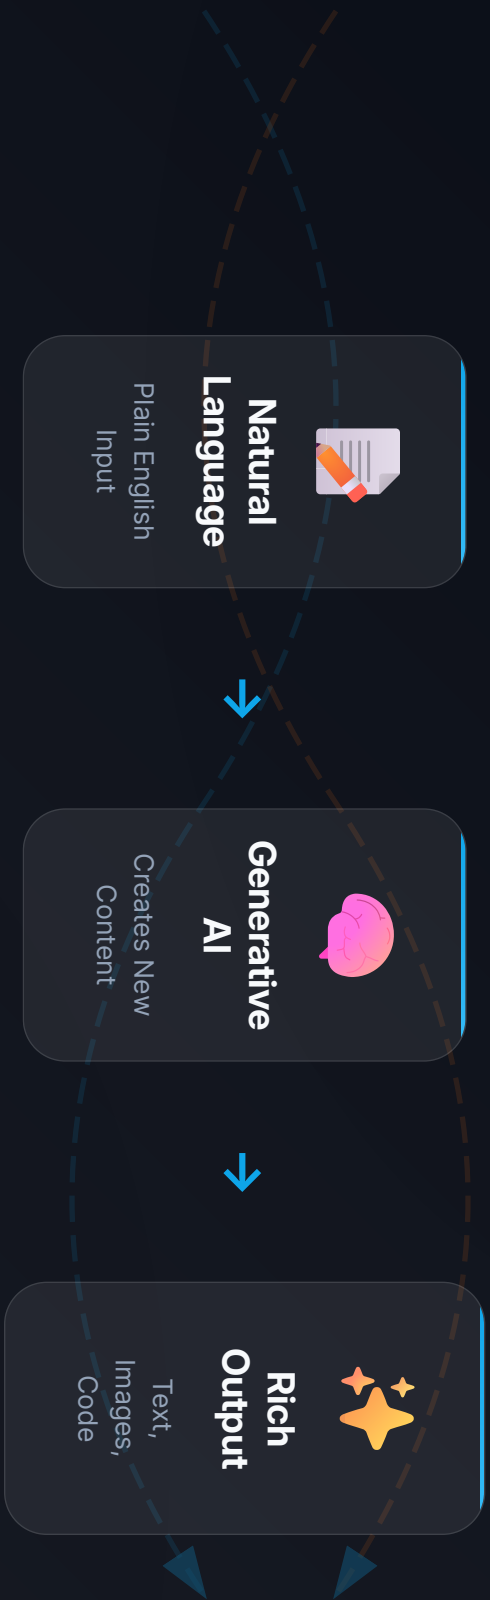 Natural
Language
Plain English
Input
Generative
AI
Creates New
Content
Rich
Output
Text,
Images,
Code